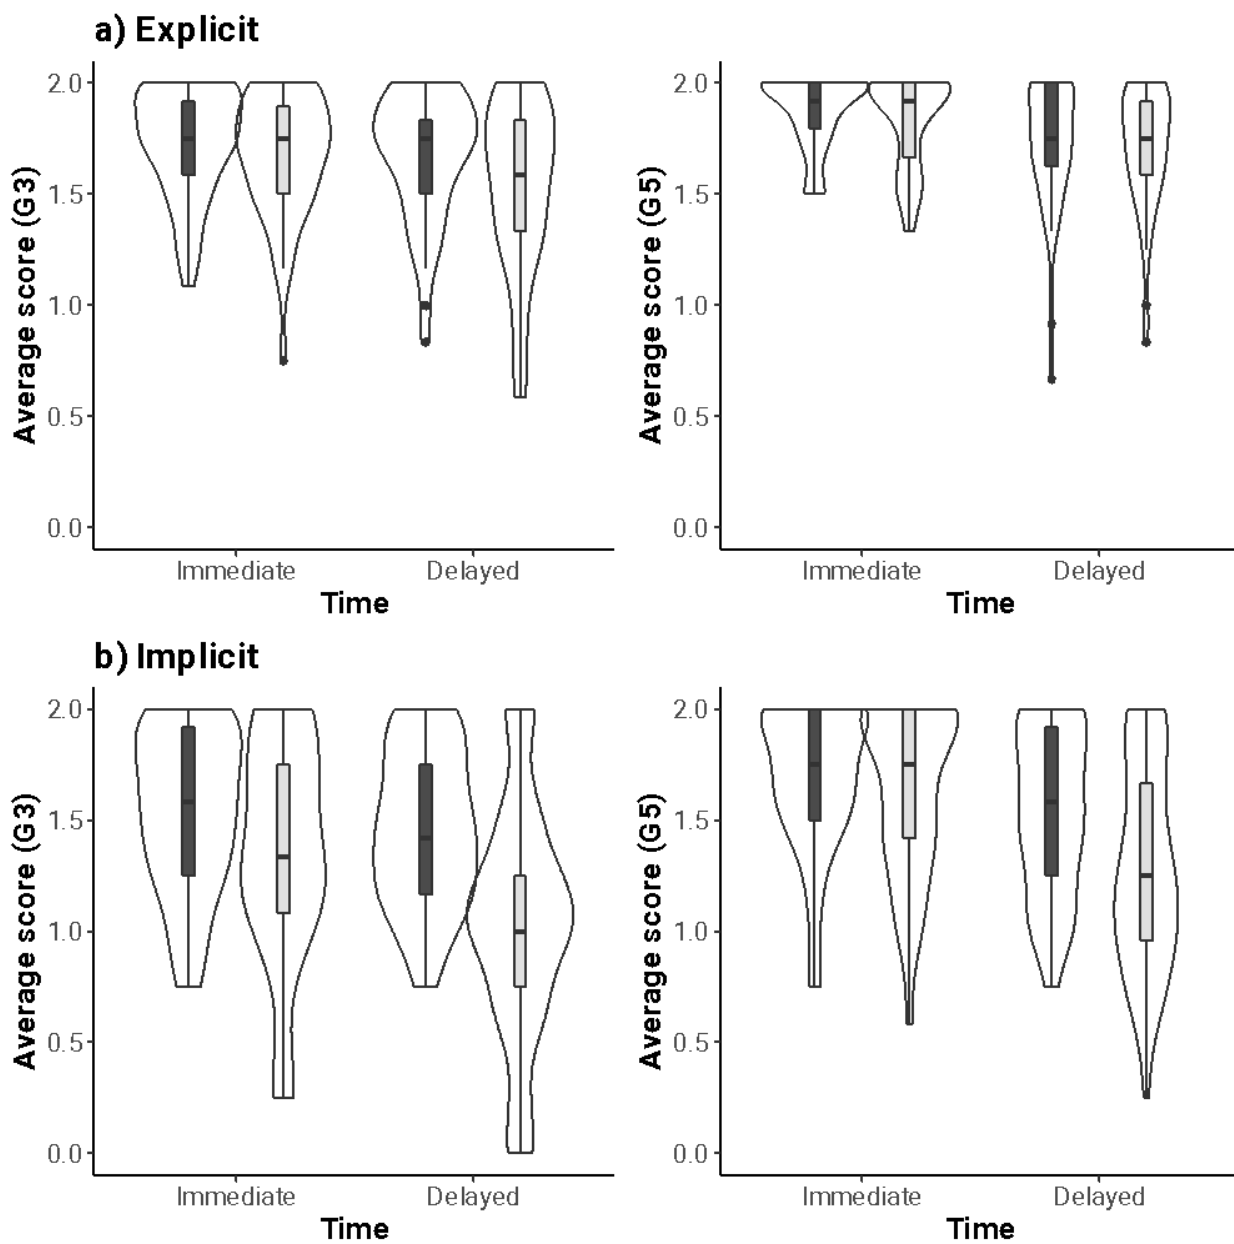 a) Explicit
Average score (G3)
2.0
1.5
1.0
0.5
0.0
Immediate
Delayed
Time
Average score (G5)
2.0
1.5
1.0
0.5
0.0
Immediate
Delayed
Time
b) Implicit
Average score (G3)
2.0
1.5
1.0
0.5
0.0
Immediate
Delayed
Time
Average score (G5)
2.0
1.5
1.0
0.5
0.0
Immediate
Delayed
Time